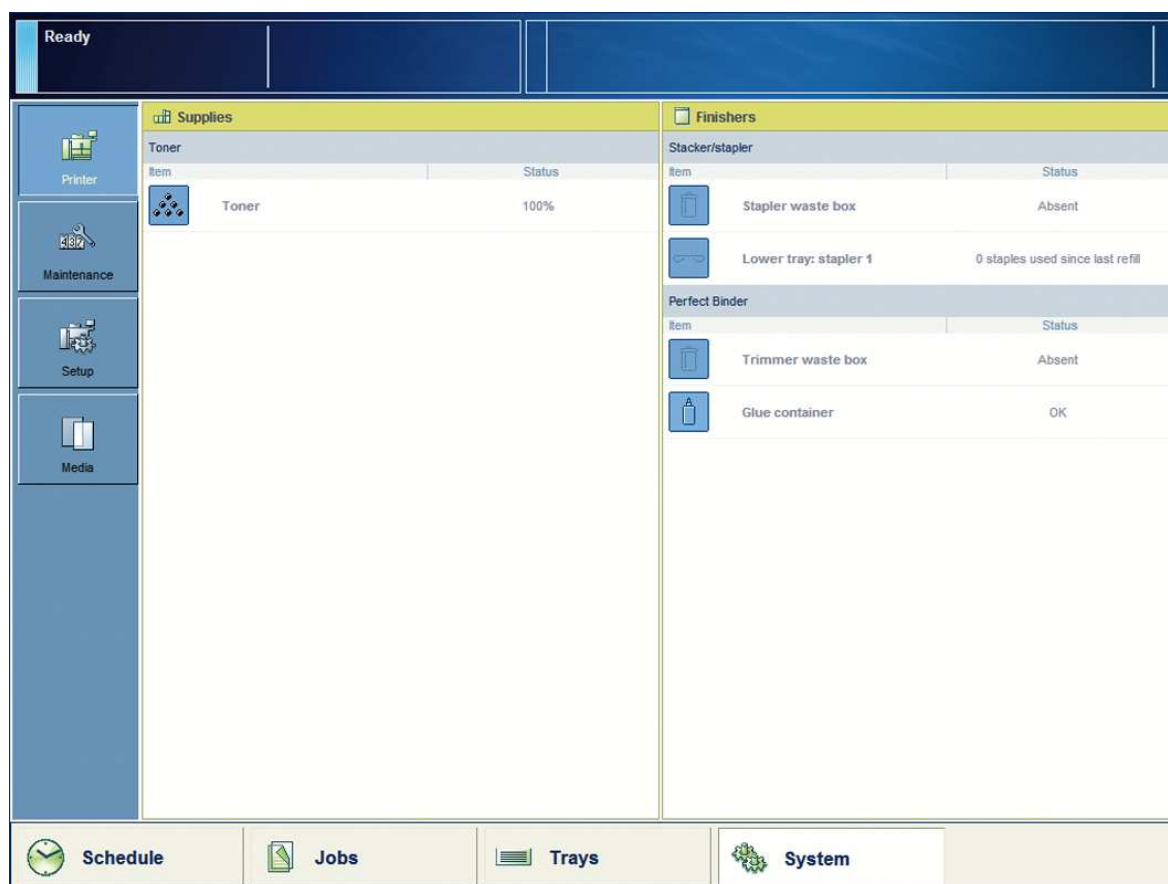 Ready
Printer
Maintenance
Setup
Media
Supplies
Toner
Item Status
Toner 100%
Finishers
Stacker/stapler
Item Status
Stapler waste box Absent
Lower tray: stapler 1 0 staples used since last refill
Perfect Binder
Item Status
Trimmer waste box Absent
Glue container OK
Schedule Jobs Trays System